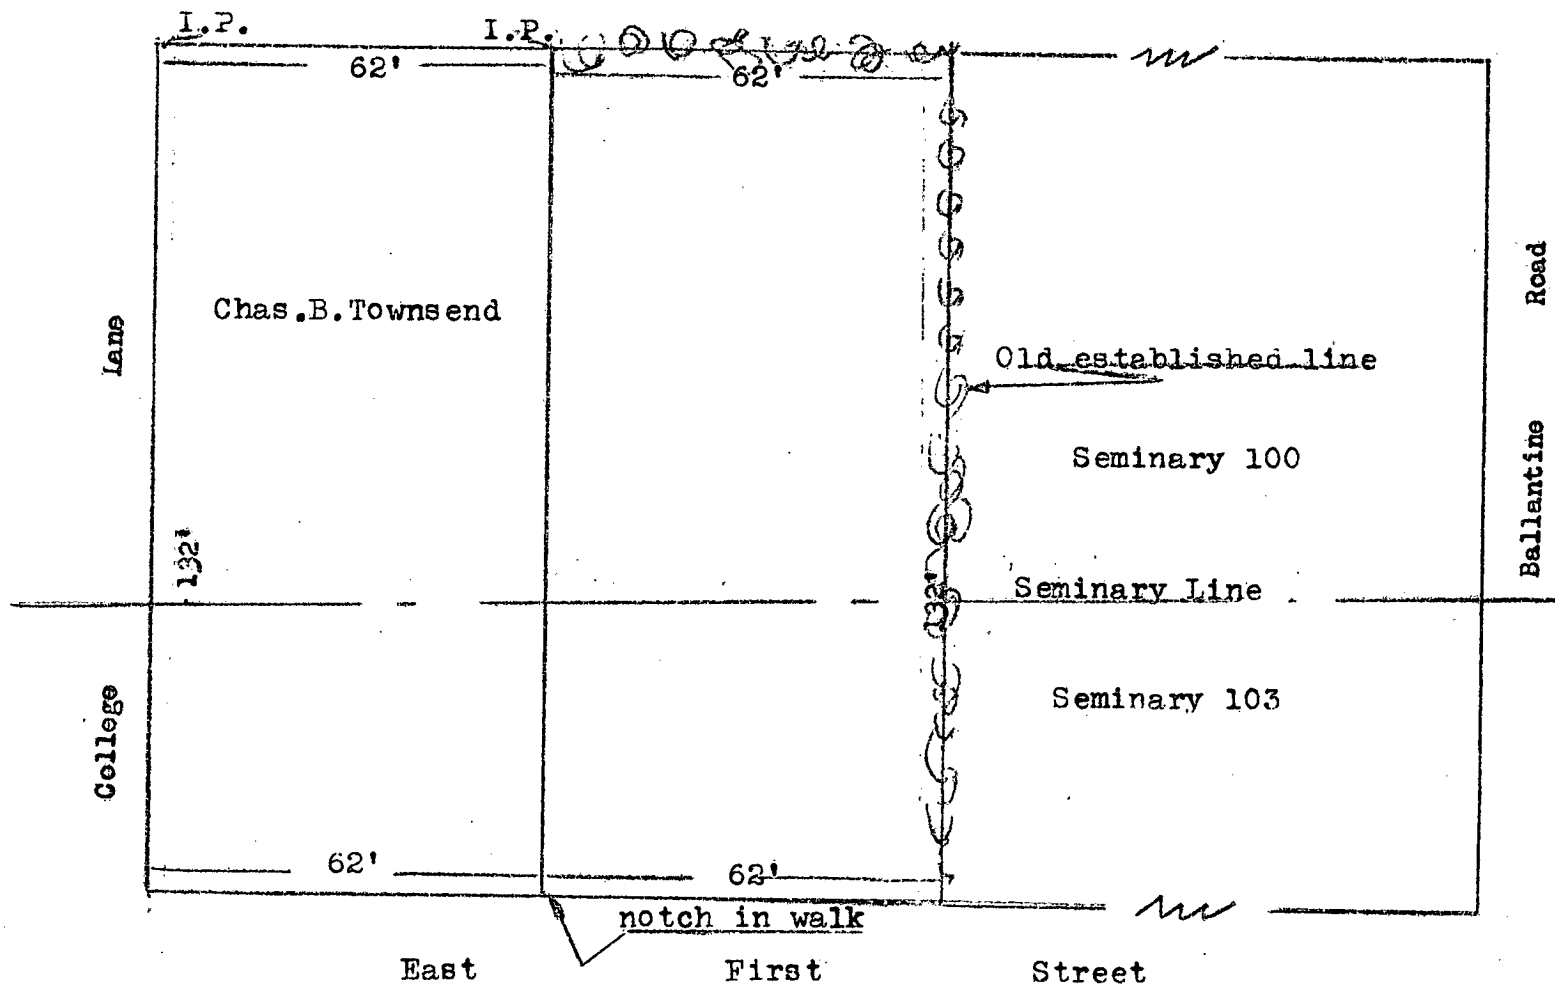 I.P.
I.P.
62'
62'
Chas.B.Townsend
Lane
Road
Old established line
Seminary 100
Ballantine
132'
132'
Seminary Line
Seminary 103
College
62'
62'
notch in walk
East First Street